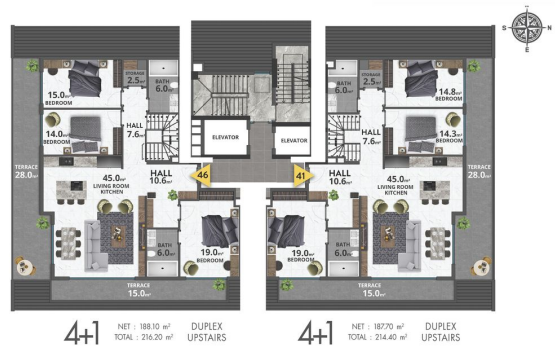 S
N
E
15.0m²
BEDROOM
STORAGE
2.5m²
BATH
6.0m²
14.0m²
BEDROOM
HALL
7.6m²
TERRACE
28.0m²
45.0m²
LIVING ROOM
KITCHEN
HALL
10.6m²
46
BATH
6.0m²
19.0m²
BEDROOM
TERRACE
15.0m²
ELEVATOR
ELEVATOR
BATH
6.0m²
STORAGE
2.5m²
14.8m²
BEDROOM
HALL
7.6m²
14.3m²
BEDROOM
41
HALL
10.6m²
45.0m²
LIVING ROOM
KITCHEN
TERRACE
28.0m²
19.0m²
BEDROOM
BATH
6.0m²
TERRACE
15.0m²
4+1
NET : 188.10 m²
TOTAL : 216.20 m²
DUPLEX
UPSTAIRS
4+1
NET : 187.70 m²
TOTAL : 214.40 m²
DUPLEX
UPSTAIRS